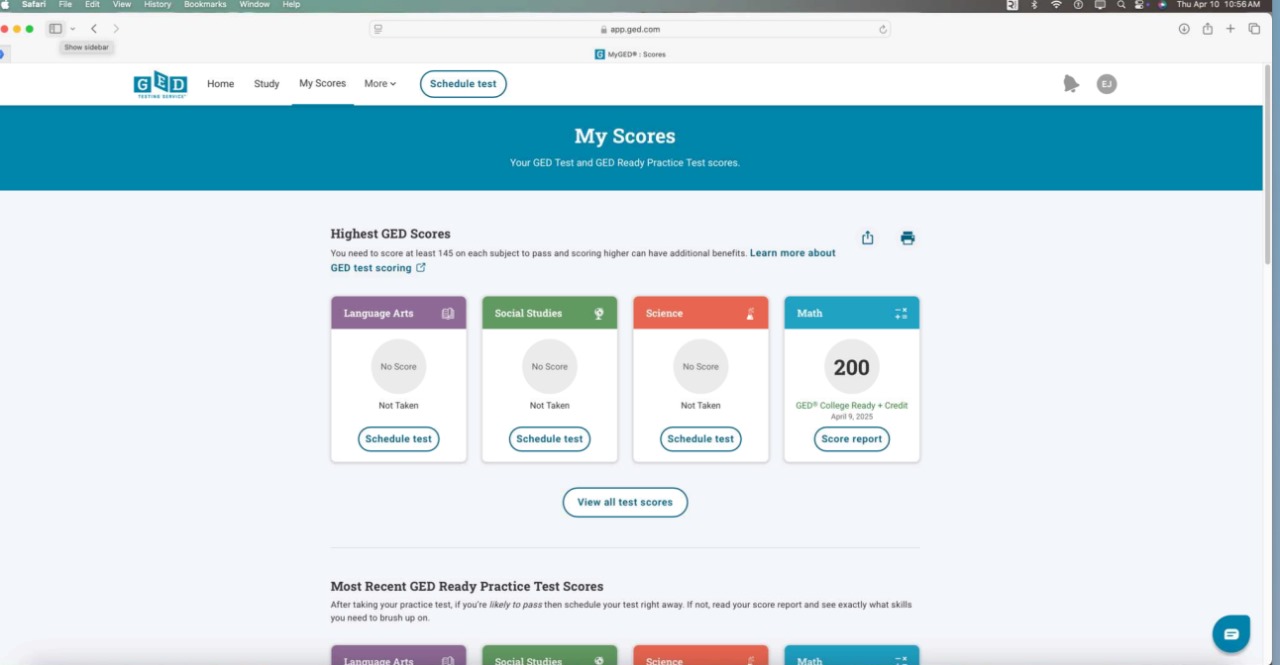 Safari File Edit View History Bookmarks Window Help Thu Apr 10 10:56 AM
Show sidebar
app.ged.com
G MyGED® : Scores
GED Home Study My Scores More Schedule test EJ
TESTING SERVICE
My Scores
Your GED Test and GED Ready Practice Test scores.
Highest GED Scores
You need to score at least 145 on each subject to pass and scoring higher can have additional benefits. Learn more about
GED test scoring
Language Arts Social Studies Science Math
No Score No Score No Score 200
Not Taken Not Taken Not Taken GED® College Ready + Credit
April 9, 2025
Schedule test Schedule test Schedule test Score report
View all test scores
Most Recent GED Ready Practice Test Scores
After taking your practice test, if you're likely to pass then schedule your test right away. If not, read your score report and see exactly what skills
you need to brush up on.
Language Arts Social Studies Science Math